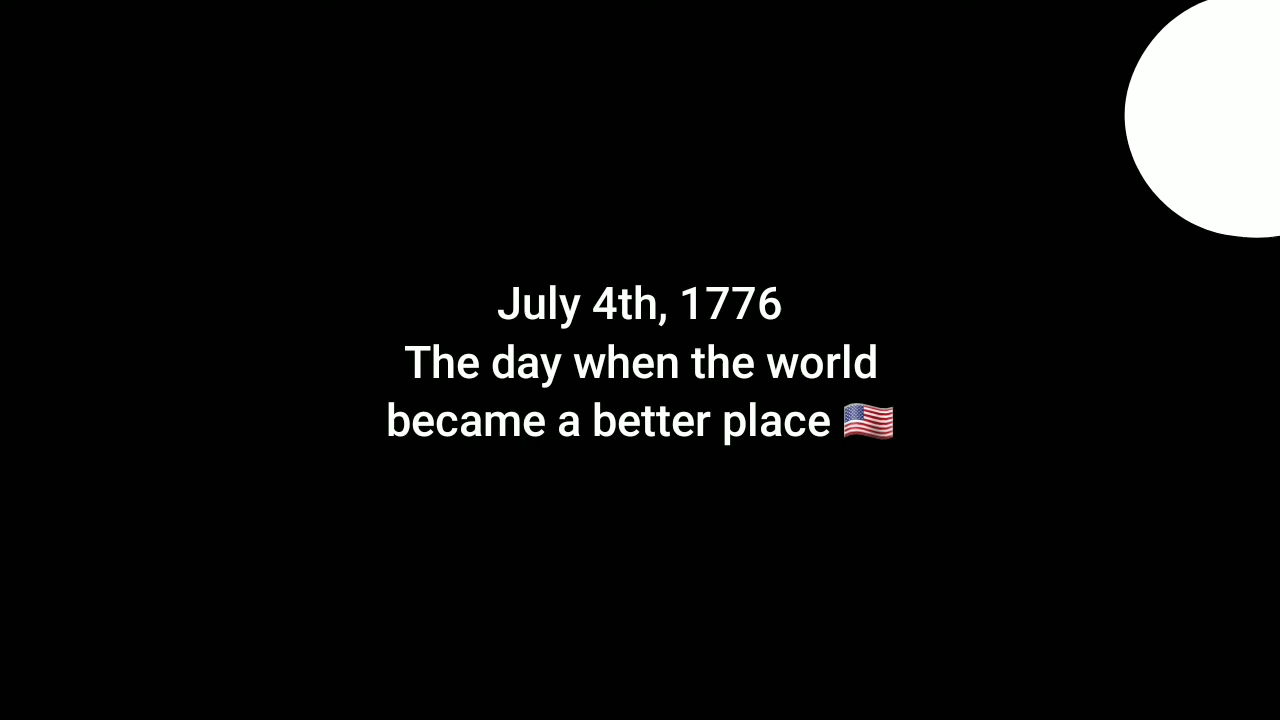 July 4th, 1776
The day when the world
became a better place 🇺🇸